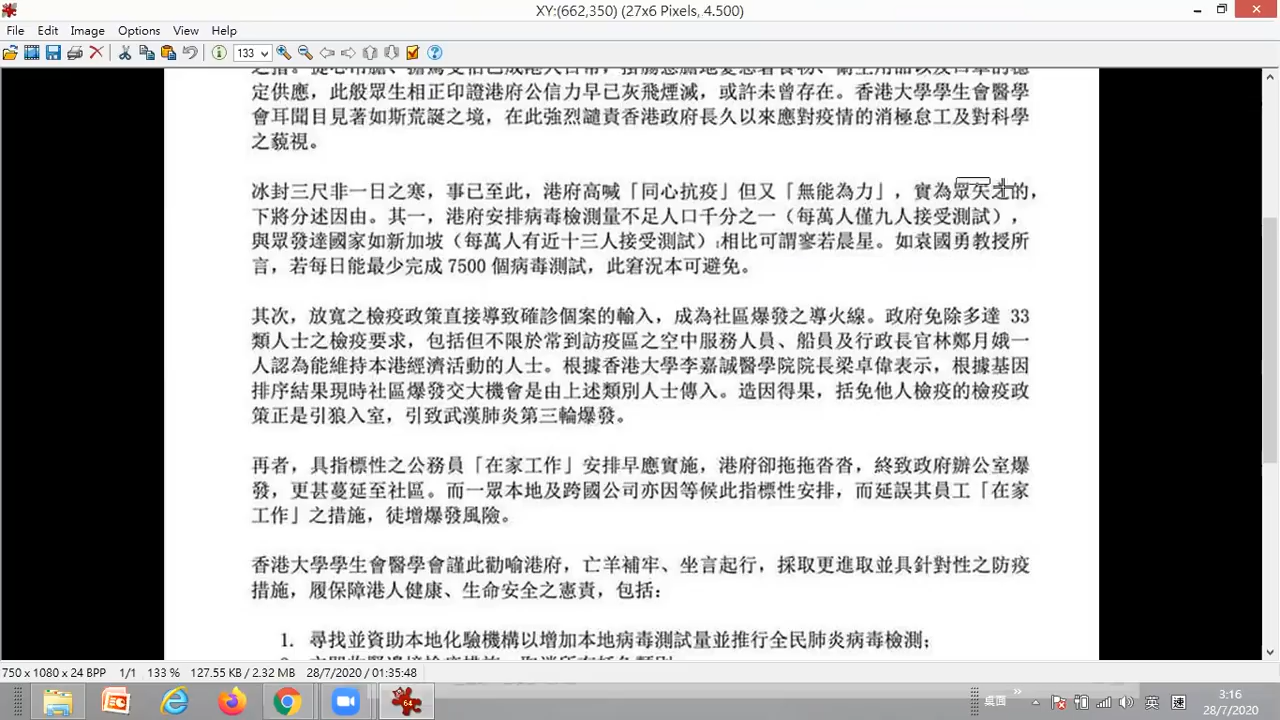 XY:(662,350) (27x6 Pixels, 4.500)
File Edit Image Options View Help
133
定供應，此般眾生相正印證港府公信力早已灰飛煙滅，或許未曾存在。香港大學學生會醫學
會耳聞目見著如斯荒誕之境，在此強烈譴責香港政府長久以來應對疫情的消極怠工及對科學
之藐視。
冰封三尺非一日之寒，事已至此，港府高喊「同心抗疫」但又「無能為力」，實為眾矢之的，
下將分述因由。其一，港府安排病毒檢測量不足人口千分之一（每萬人僅九人接受測試），
與眾發達國家如新加坡（每萬人有近十三人接受測試）相比可謂寥若晨星。如袁國勇教授所
言，若每日能最少完成 7500 個病毒測試，此窘況本可避免。
其次，放寬之檢疫政策直接導致確診個案的輸入，成為社區爆發之導火線。政府免除多達 33
類人士之檢疫要求，包括但不限於常到訪疫區之空中服務人員、船員及行政長官林鄭月娥一
人認為能維持本港經濟活動的人士。根據香港大學李嘉誠醫學院院長梁卓偉表示，根據基因
排序結果現時社區爆發交大機會是由上述類別人士傳入。造因得果，括免他人檢疫的檢疫政
策正是引狼入室，引致武漢肺炎第三輪爆發。
再者，具指標性之公務員「在家工作」安排早應實施，港府卻拖拖沓沓，終致政府辦公室爆
發，更甚蔓延至社區。而一眾本地及跨國公司亦因等候此指標性安排，而延誤其員工「在家
工作」之措施，徒增爆發風險。
香港大學學生會醫學會謹此勸喻港府，亡羊補牢、坐言起行，採取更進取並具針對性之防疫
措施，履保障港人健康、生命安全之憲責，包括:
1. 尋找並資助本地化驗機構以增加本地病毒測試量並推行全民肺炎病毒檢測;
750 x 1080 x 24 BPP 1/1 133 % 127.55 KB / 2.32 MB 28/7/2020 / 01:35:48
64 桌面 英 3:16
28/7/2020